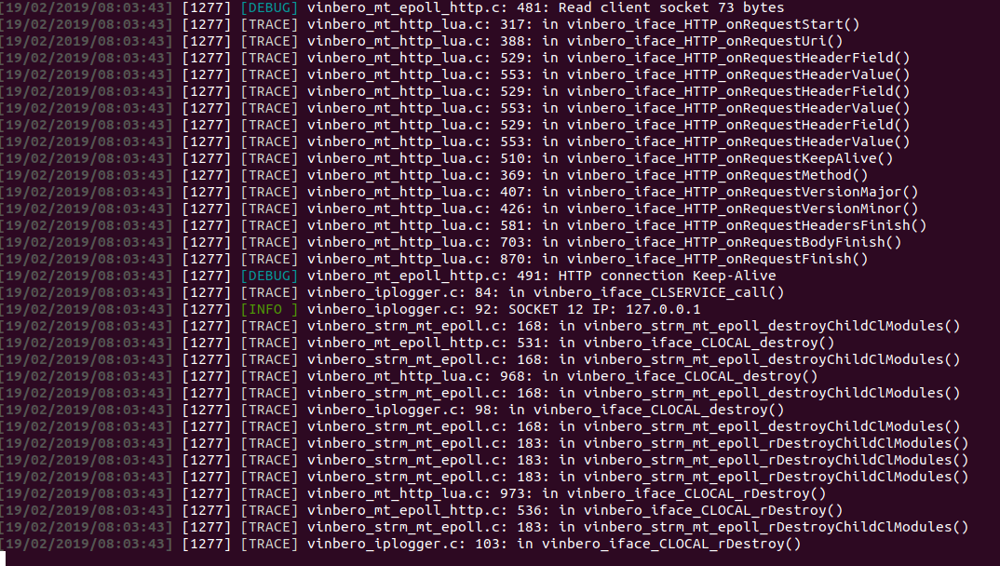 [19/02/2019/08:03:43] [1277] [DEBUG] vinbero_mt_epoll_http.c: 481: Read client socket 73 bytes
[19/02/2019/08:03:43] [1277] [TRACE] vinbero_mt_http_lua.c: 317: in vinbero_iface_HTTP_onRequestStart()
[19/02/2019/08:03:43] [1277] [TRACE] vinbero_mt_http_lua.c: 388: in vinbero_iface_HTTP_onRequestUri()
[19/02/2019/08:03:43] [1277] [TRACE] vinbero_mt_http_lua.c: 529: in vinbero_iface_HTTP_onRequestHeaderField()
[19/02/2019/08:03:43] [1277] [TRACE] vinbero_mt_http_lua.c: 553: in vinbero_iface_HTTP_onRequestHeaderValue()
[19/02/2019/08:03:43] [1277] [TRACE] vinbero_mt_http_lua.c: 529: in vinbero_iface_HTTP_onRequestHeaderField()
[19/02/2019/08:03:43] [1277] [TRACE] vinbero_mt_http_lua.c: 553: in vinbero_iface_HTTP_onRequestHeaderValue()
[19/02/2019/08:03:43] [1277] [TRACE] vinbero_mt_http_lua.c: 529: in vinbero_iface_HTTP_onRequestHeaderField()
[19/02/2019/08:03:43] [1277] [TRACE] vinbero_mt_http_lua.c: 553: in vinbero_iface_HTTP_onRequestHeaderValue()
[19/02/2019/08:03:43] [1277] [TRACE] vinbero_mt_http_lua.c: 510: in vinbero_iface_HTTP_onRequestKeepAlive()
[19/02/2019/08:03:43] [1277] [TRACE] vinbero_mt_http_lua.c: 369: in vinbero_iface_HTTP_onRequestMethod()
[19/02/2019/08:03:43] [1277] [TRACE] vinbero_mt_http_lua.c: 407: in vinbero_iface_HTTP_onRequestVersionMajor()
[19/02/2019/08:03:43] [1277] [TRACE] vinbero_mt_http_lua.c: 426: in vinbero_iface_HTTP_onRequestVersionMinor()
[19/02/2019/08:03:43] [1277] [TRACE] vinbero_mt_http_lua.c: 581: in vinbero_iface_HTTP_onRequestHeadersFinish()
[19/02/2019/08:03:43] [1277] [TRACE] vinbero_mt_http_lua.c: 703: in vinbero_iface_HTTP_onRequestBodyFinish()
[19/02/2019/08:03:43] [1277] [TRACE] vinbero_mt_http_lua.c: 870: in vinbero_iface_HTTP_onRequestFinish()
[19/02/2019/08:03:43] [1277] [DEBUG] vinbero_mt_epoll_http.c: 491: HTTP connection Keep-Alive
[19/02/2019/08:03:43] [1277] [TRACE] vinbero_iplogger.c: 84: in vinbero_iface_CLSERVICE_call()
[19/02/2019/08:03:43] [1277] [INFO ] vinbero_iplogger.c: 92: SOCKET 12 IP: 127.0.0.1
[19/02/2019/08:03:43] [1277] [TRACE] vinbero_strm_mt_epoll.c: 168: in vinbero_strm_mt_epoll_destroyChildClModules()
[19/02/2019/08:03:43] [1277] [TRACE] vinbero_mt_epoll_http.c: 531: in vinbero_iface_CLOCAL_destroy()
[19/02/2019/08:03:43] [1277] [TRACE] vinbero_strm_mt_epoll.c: 168: in vinbero_strm_mt_epoll_destroyChildClModules()
[19/02/2019/08:03:43] [1277] [TRACE] vinbero_mt_http_lua.c: 968: in vinbero_iface_CLOCAL_destroy()
[19/02/2019/08:03:43] [1277] [TRACE] vinbero_strm_mt_epoll.c: 168: in vinbero_strm_mt_epoll_destroyChildClModules()
[19/02/2019/08:03:43] [1277] [TRACE] vinbero_iplogger.c: 98: in vinbero_iface_CLOCAL_destroy()
[19/02/2019/08:03:43] [1277] [TRACE] vinbero_strm_mt_epoll.c: 168: in vinbero_strm_mt_epoll_destroyChildClModules()
[19/02/2019/08:03:43] [1277] [TRACE] vinbero_strm_mt_epoll.c: 183: in vinbero_strm_mt_epoll_rDestroyChildClModules()
[19/02/2019/08:03:43] [1277] [TRACE] vinbero_strm_mt_epoll.c: 183: in vinbero_strm_mt_epoll_rDestroyChildClModules()
[19/02/2019/08:03:43] [1277] [TRACE] vinbero_strm_mt_epoll.c: 183: in vinbero_strm_mt_epoll_rDestroyChildClModules()
[19/02/2019/08:03:43] [1277] [TRACE] vinbero_mt_http_lua.c: 973: in vinbero_iface_CLOCAL_rDestroy()
[19/02/2019/08:03:43] [1277] [TRACE] vinbero_mt_epoll_http.c: 536: in vinbero_iface_CLOCAL_rDestroy()
[19/02/2019/08:03:43] [1277] [TRACE] vinbero_strm_mt_epoll.c: 183: in vinbero_strm_mt_epoll_rDestroyChildClModules()
[19/02/2019/08:03:43] [1277] [TRACE] vinbero_iplogger.c: 103: in vinbero_iface_CLOCAL_rDestroy()